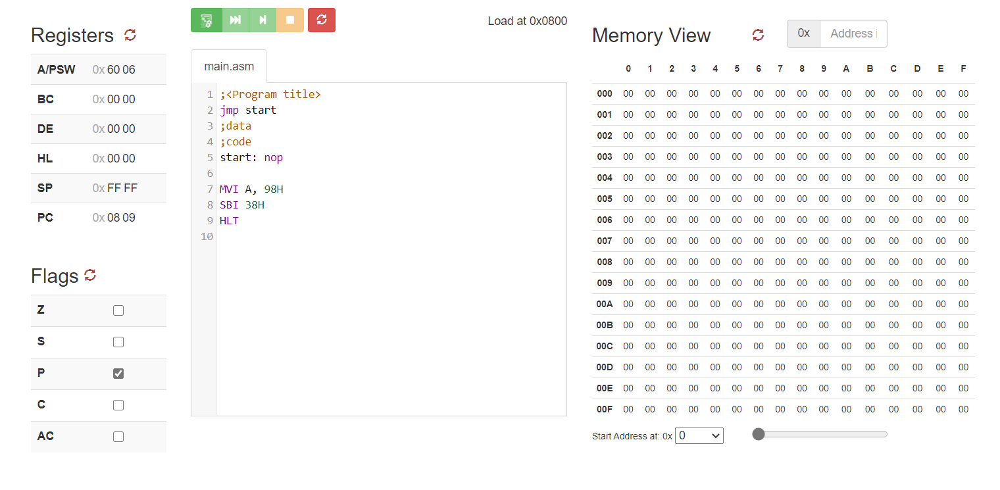 Registers
A/PSW 0x 60 06
BC 0x 00 00
DE 0x 00 00
HL 0x 00 00
SP 0x FF FF
PC 0x 08 09
Flags
Z
S
P
C
AC
Load at 0x0800
main.asm
1 ;<Program title>
2 jmp start
3 ;data
4 ;code
5 start: nop
6
7 MVI A, 98H
8 SBI 38H
9 HLT
10
Memory View 0x Address
0 1 2 3 4 5 6 7 8 9 A B C D E F
000 00 00 00 00 00 00 00 00 00 00 00 00 00 00 00 00
001 00 00 00 00 00 00 00 00 00 00 00 00 00 00 00 00
002 00 00 00 00 00 00 00 00 00 00 00 00 00 00 00 00
003 00 00 00 00 00 00 00 00 00 00 00 00 00 00 00 00
004 00 00 00 00 00 00 00 00 00 00 00 00 00 00 00 00
005 00 00 00 00 00 00 00 00 00 00 00 00 00 00 00 00
006 00 00 00 00 00 00 00 00 00 00 00 00 00 00 00 00
007 00 00 00 00 00 00 00 00 00 00 00 00 00 00 00 00
008 00 00 00 00 00 00 00 00 00 00 00 00 00 00 00 00
009 00 00 00 00 00 00 00 00 00 00 00 00 00 00 00 00
00A 00 00 00 00 00 00 00 00 00 00 00 00 00 00 00 00
00B 00 00 00 00 00 00 00 00 00 00 00 00 00 00 00 00
00C 00 00 00 00 00 00 00 00 00 00 00 00 00 00 00 00
00D 00 00 00 00 00 00 00 00 00 00 00 00 00 00 00 00
00E 00 00 00 00 00 00 00 00 00 00 00 00 00 00 00 00
00F 00 00 00 00 00 00 00 00 00 00 00 00 00 00 00 00
Start Address at: 0x 0